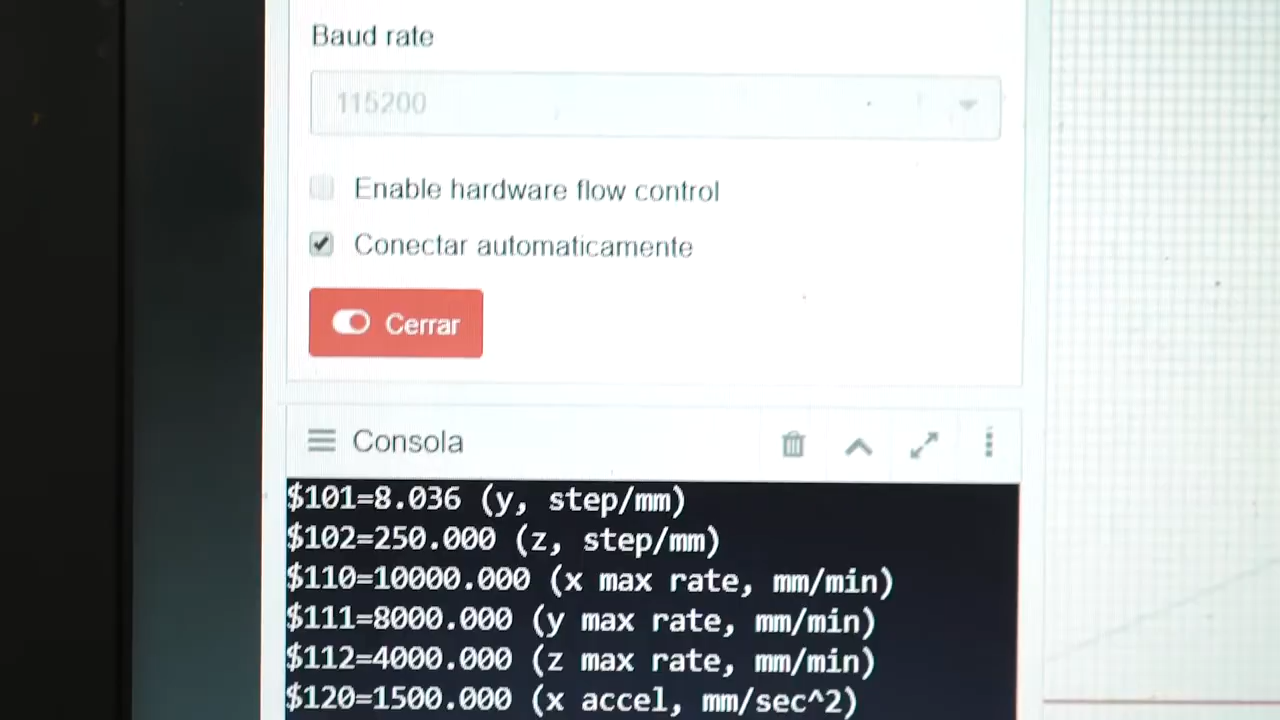 Baud rate
115200
Enable hardware flow control
Conectar automaticamente
Cerrar
Consola
$101=8.036 (y, step/mm)
$102=250.000 (z, step/mm)
$110=10000.000 (x max rate, mm/min)
$111=8000.000 (y max rate, mm/min)
$112=4000.000 (z max rate, mm/min)
$120=1500.000 (x accel, mm/sec^2)